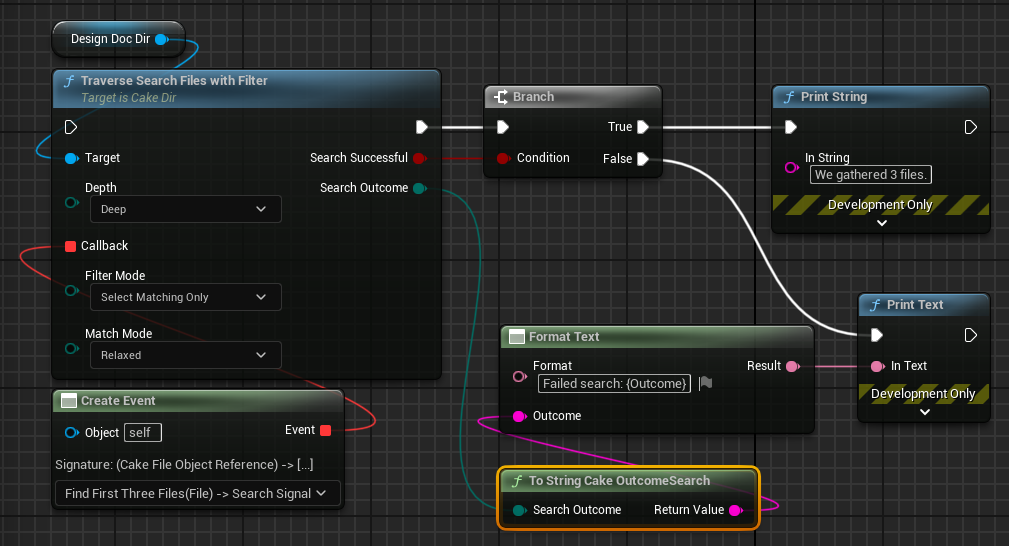 Design Doc Dir
Traverse Search Files with Filter
Target is Cake Dir
Target
Search Successful
Depth
Search Outcome
Deep
Callback
Filter Mode
Select Matching Only
Match Mode
Relaxed
Branch
True
Condition
False
Print String
In String
We gathered 3 files.
Development Only
Print Text
In Text
Development Only
Format Text
Format
Result
Failed search: {Outcome}
Outcome
Create Event
Object self
Event
Signature: (Cake File Object Reference) -> [...]
Find First Three Files(File) -> Search Signal
To String Cake OutcomeSearch
Search Outcome
Return Value